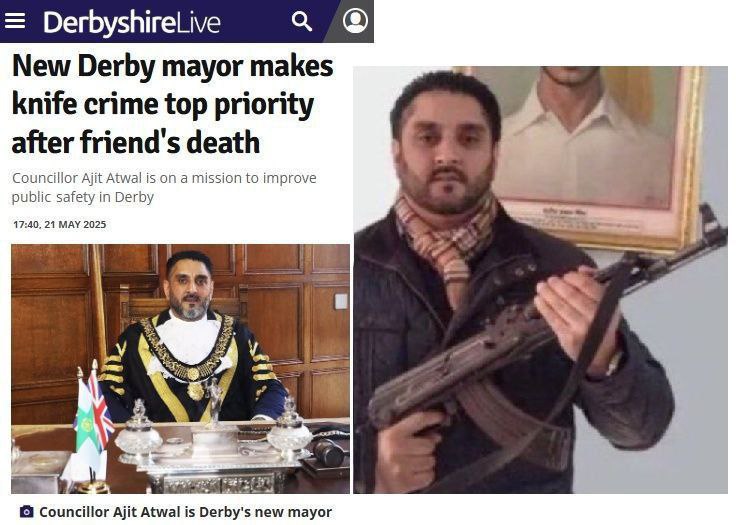 DerbyshireLive
New Derby mayor makes
knife crime top priority
after friend's death
Councillor Ajit Atwal is on a mission to improve
public safety in Derby
17:40, 21 MAY 2025
Councillor Ajit Atwal is Derby's new mayor